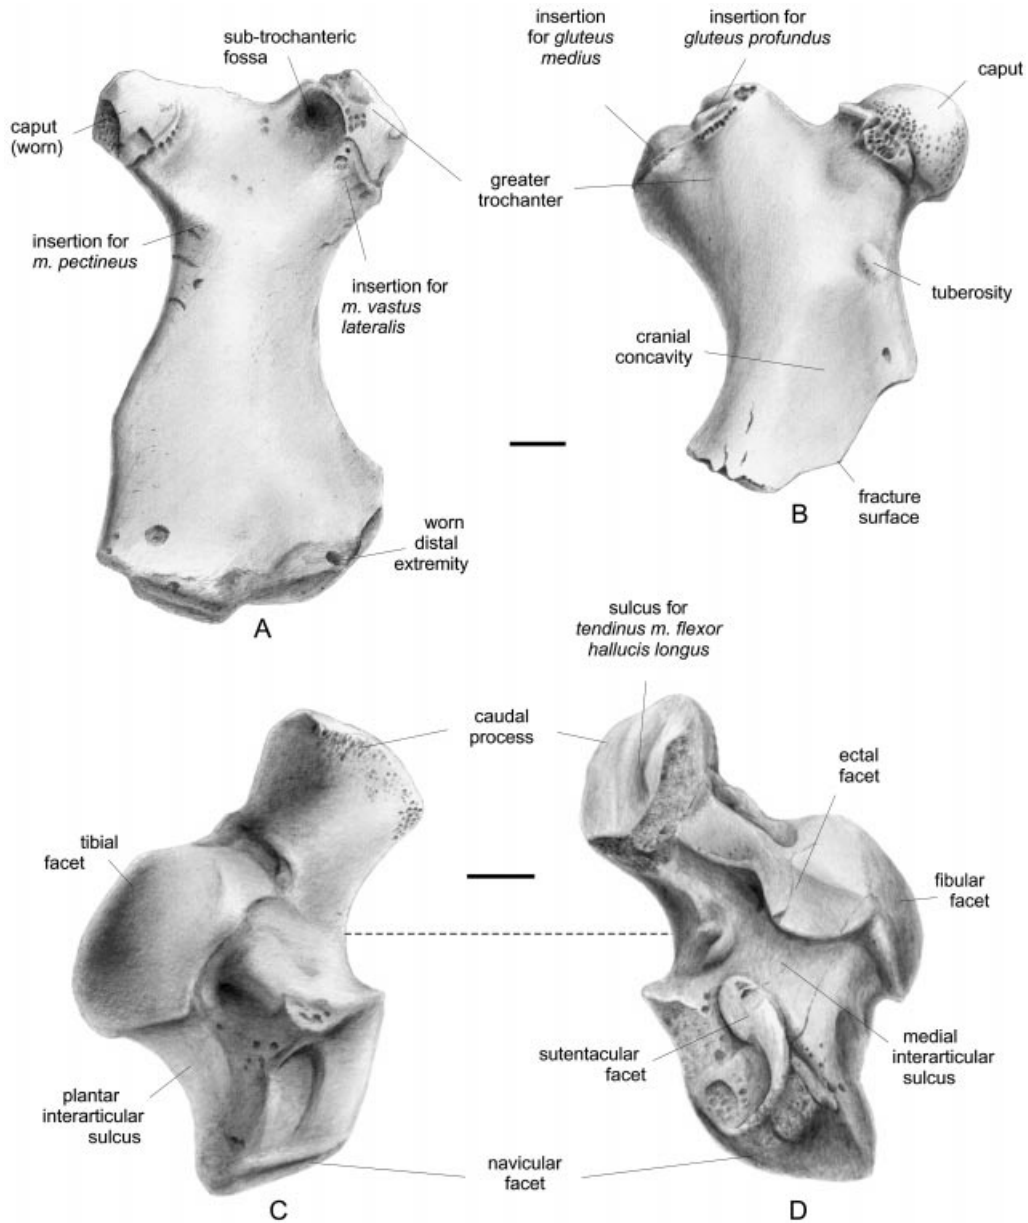 sub-trochanteric
fossa
caput
(worn)
insertion for
m. pectineus
insertion for
m. vastus
lateralis
worn
distal
extremity
A
insertion
for gluteus
medius
insertion for
gluteus profundus
caput
greater
trochanter
tuberosity
cranial
concavity
fracture
surface
B
sulcus for
tendinus m. flexor
hallucis longus
caudal
process
tibial
facet
plantar
interarticular
sulcus
navicular
facet
C
ectal
facet
fibular
facet
sutentacular
facet
medial
interarticular
sulcus
D